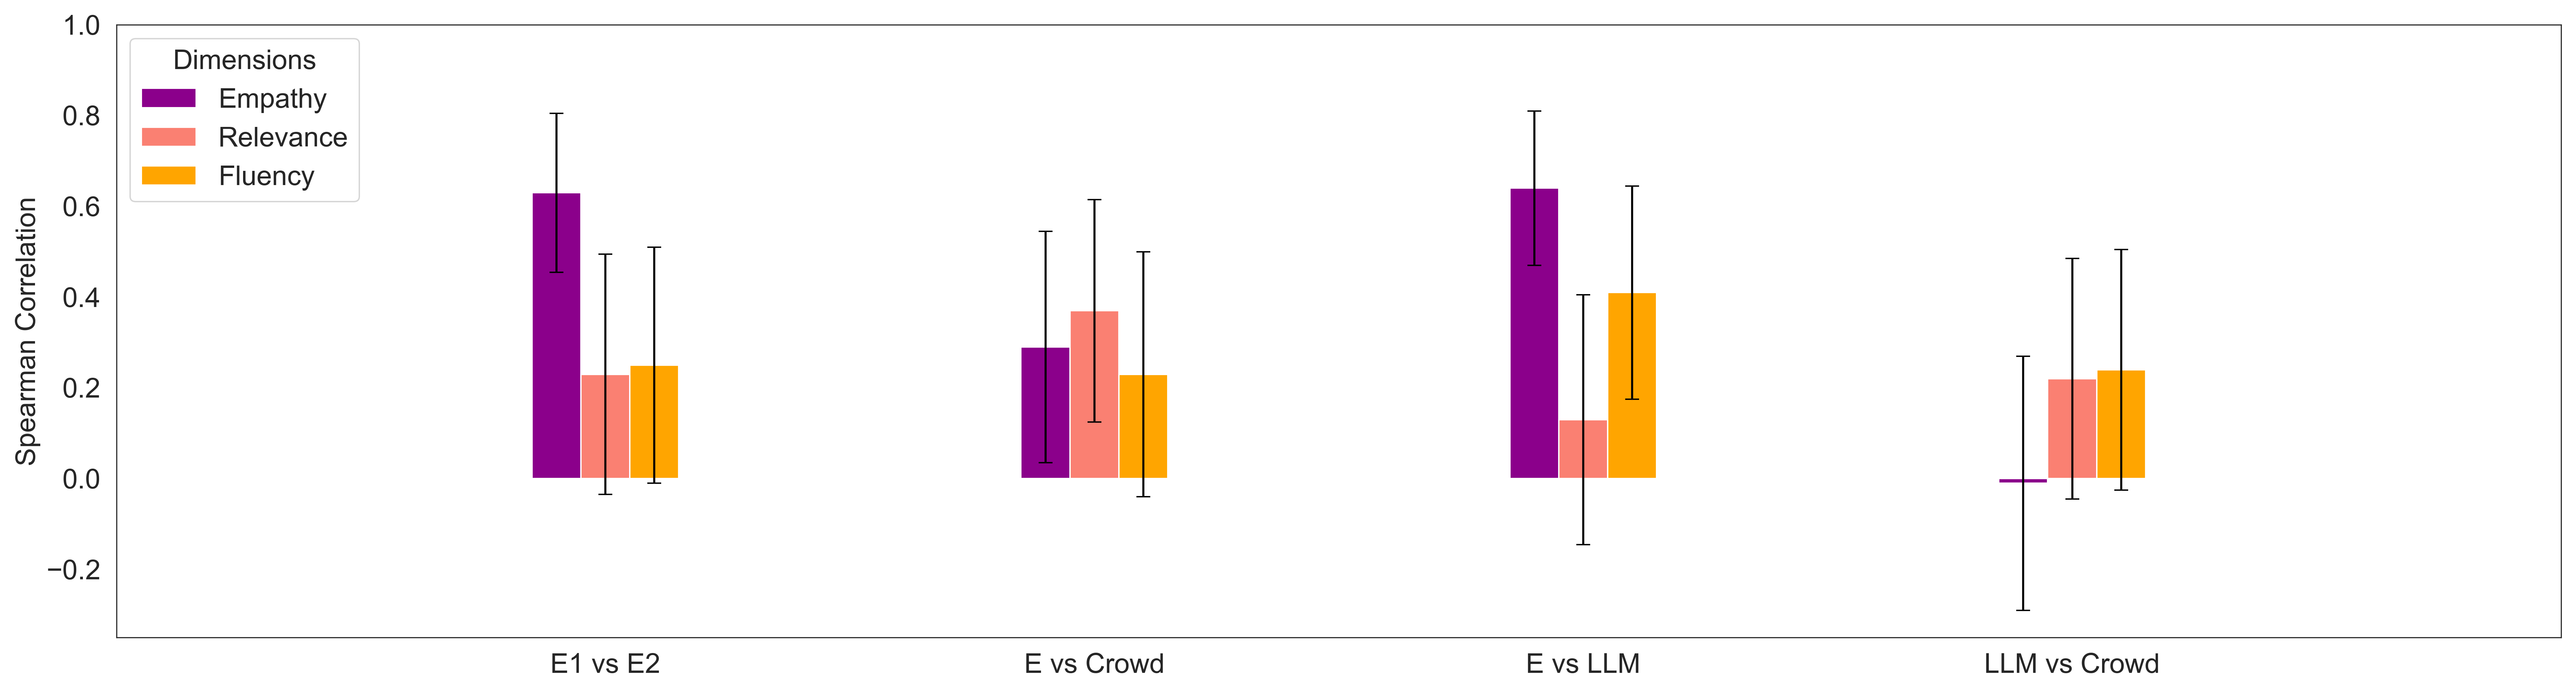 Dimensions
Empathy
Relevance
Fluency
Spearman Correlation
1.0
0.8
0.6
0.4
0.2
0.0
−0.2
E1 vs E2
E vs Crowd
E vs LLM
LLM vs Crowd